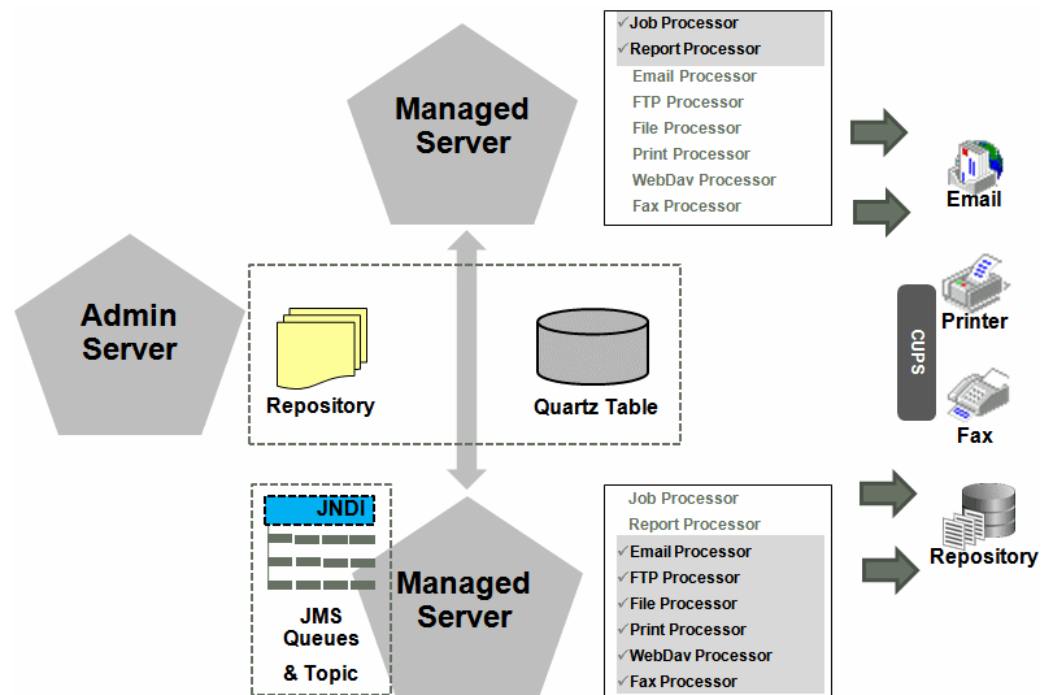 ✓Job Processor
✓Report Processor
Email Processor
FTP Processor
File Processor
Print Processor
WebDav Processor
Fax Processor
Managed
Server
Email
Admin
Server
Repository
Quartz Table
CUPS
Printer
Fax
JNDI
JMS
Queues
& Topic
Managed
Server
Job Processor
Report Processor
✓Email Processor
✓FTP Processor
✓File Processor
✓Print Processor
✓WebDav Processor
✓Fax Processor
Repository